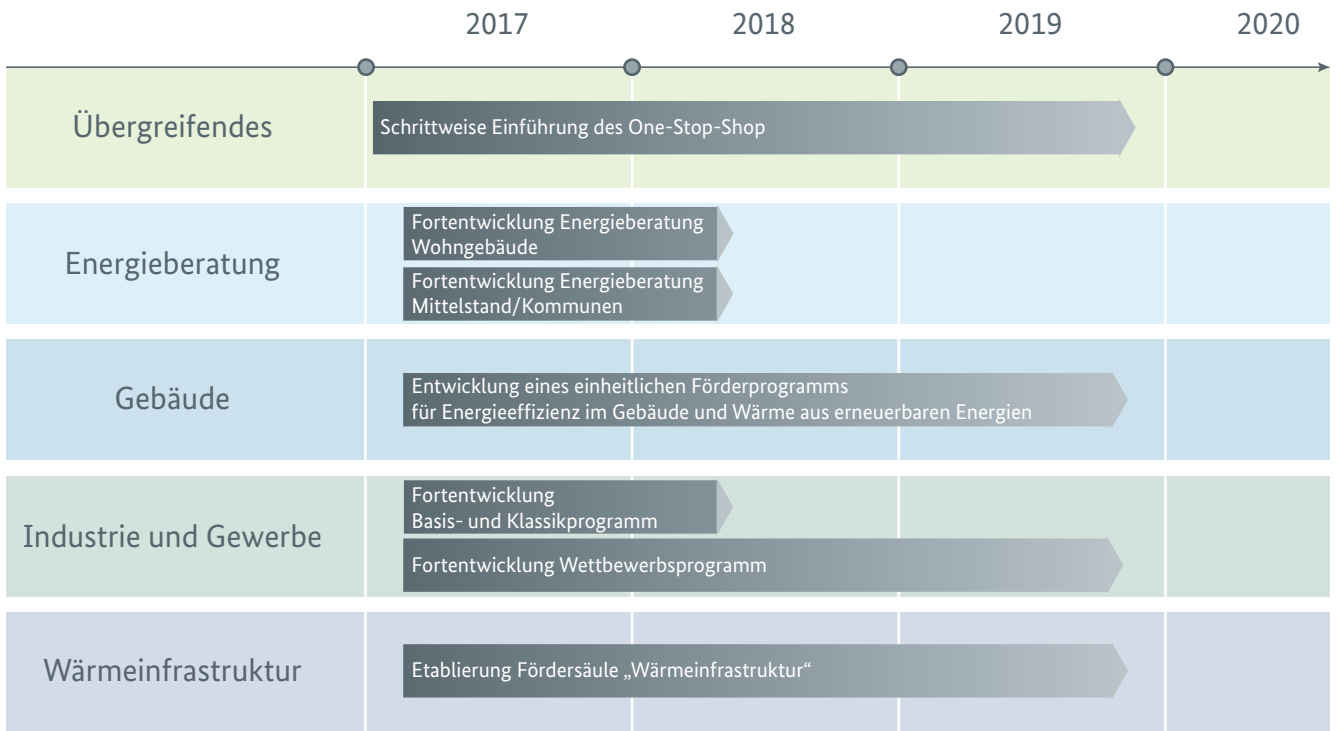 2017 2018 2019 2020
Übergreifendes
Schrittweise Einführung des One-Stop-Shop
Energieberatung
Fortentwicklung Energieberatung
Wohngebäude
Fortentwicklung Energieberatung
Mittelstand/Kommunen
Gebäude
Entwicklung eines einheitlichen Förderprogramms
für Energieeffizienz im Gebäude und Wärme aus erneuerbaren Energien
Industrie und Gewerbe
Fortentwicklung
Basis- und Klassikprogramm
Fortentwicklung Wettbewerbsprogramm
Wärmeinfrastruktur
Etablierung Fördersäule „Wärmeinfrastruktur“